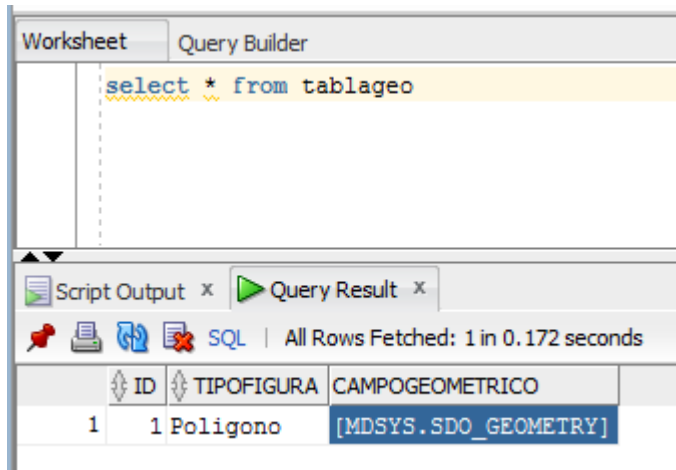 Worksheet Query Builder
select * from tablageo
Script Output x Query Result x
SQL | All Rows Fetched: 1 in 0.172 seconds
ID TIPOFIGURA CAMPOGEOMETRICO
1 1 Poligono [MDSYS.SDO_GEOMETRY]